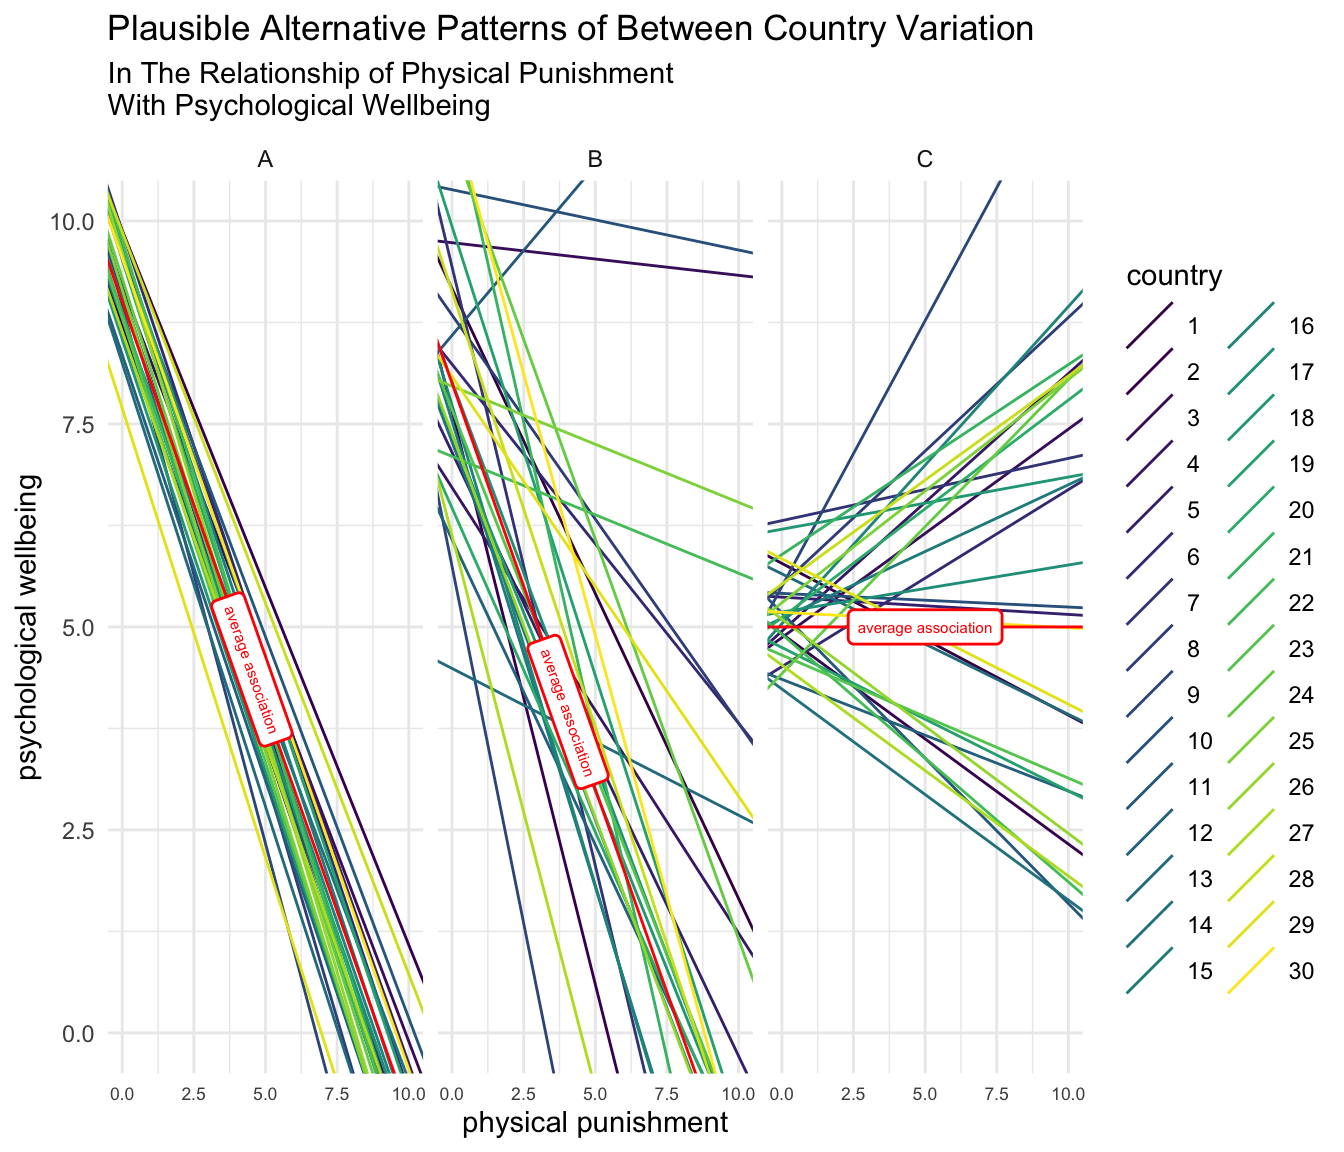 Plausible Alternative Patterns of Between Country Variation
In The Relationship of Physical Punishment
With Psychological Wellbeing
A
B
C
psychological wellbeing
10.0
7.5
5.0
2.5
0.0
average association
average association
average association
0.0 2.5 5.0 7.5 10.0
0.0 2.5 5.0 7.5 10.0
0.0 2.5 5.0 7.5 10.0
physical punishment
country
1 16
2 17
3 18
4 19
5 20
6 21
7 22
8 23
9 24
10 25
11 26
12 27
13 28
14 29
15 30